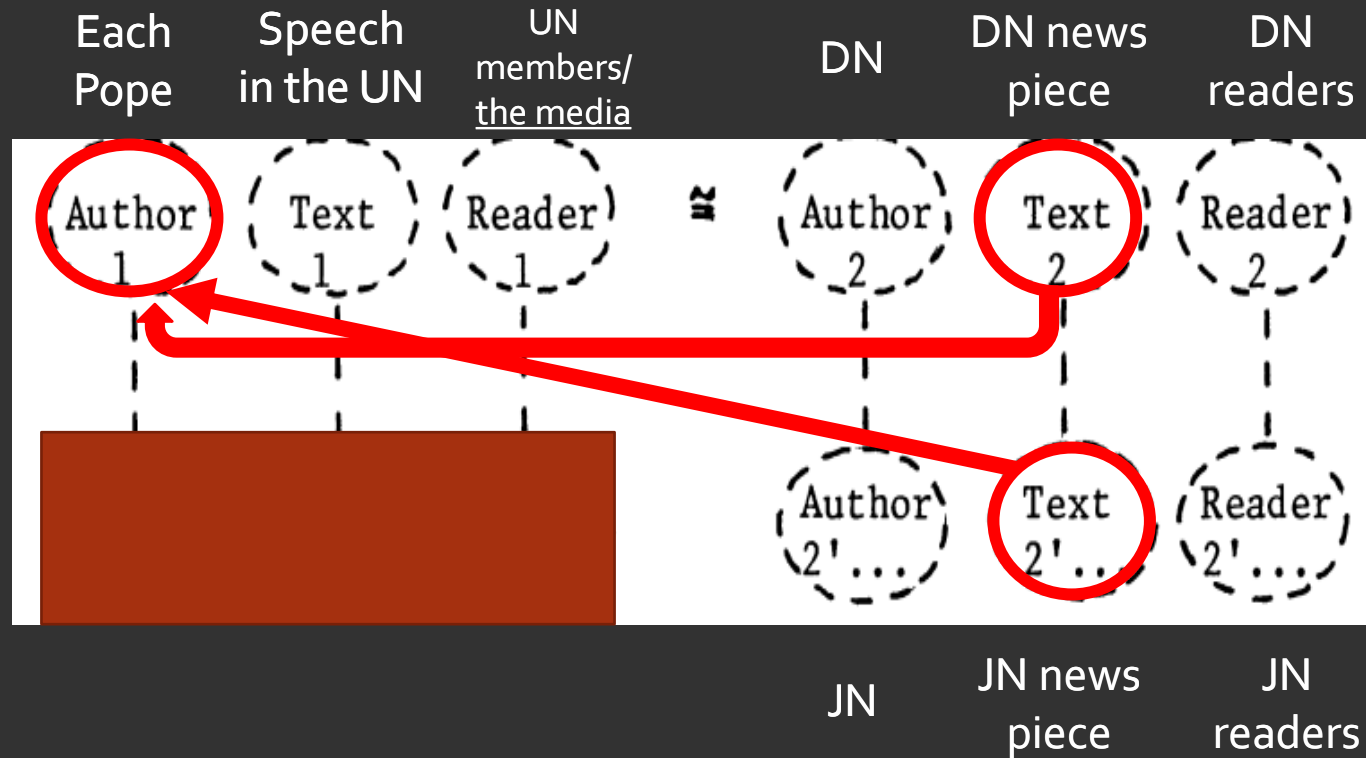 Each
Pope
Speech
in the UN
UN
members/
the media
DN
DN news
piece
DN
readers
Author
1
Text
1
Reader
1
≅
Author
2
Text
2
Reader
2
Author
2'...
Text
2'...
Reader
2'...
JN
JN news
piece
JN
readers